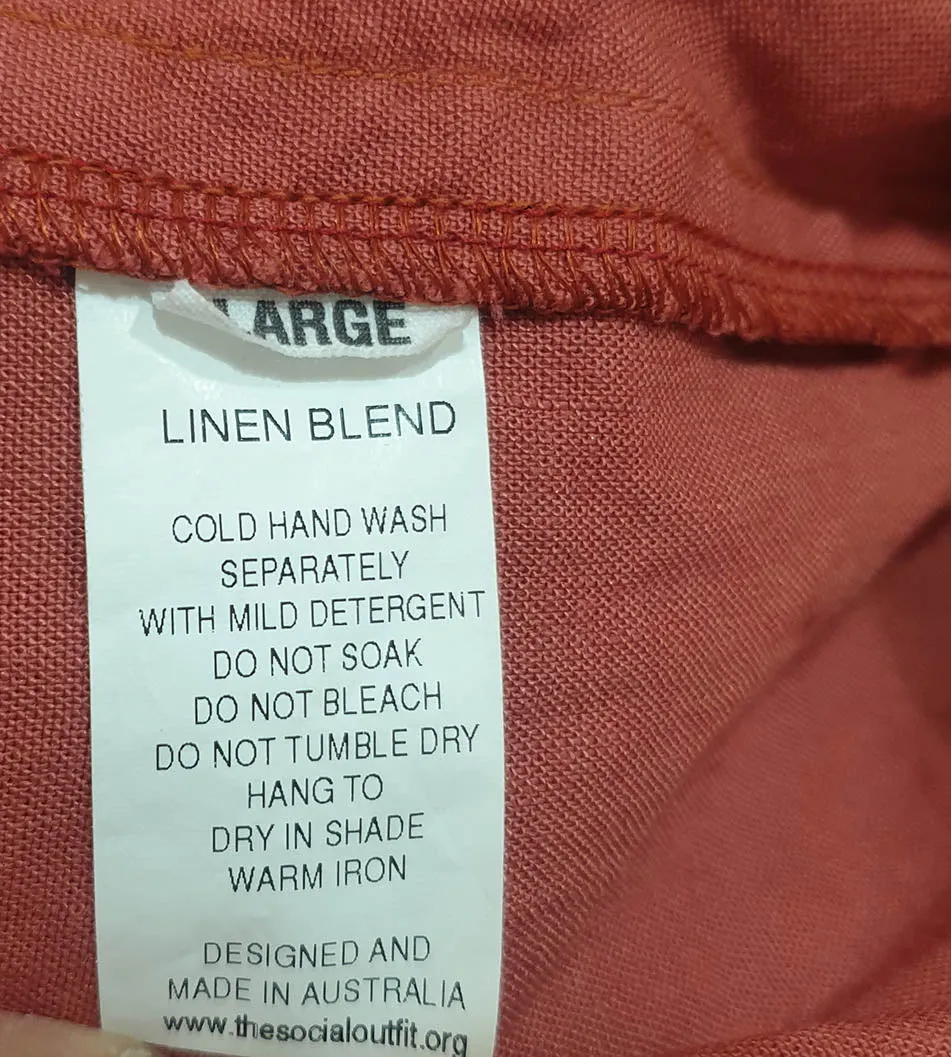 LARGE
LINEN BLEND
COLD HAND WASH
SEPARATELY
WITH MILD DETERGENT
DO NOT SOAK
DO NOT BLEACH
DO NOT TUMBLE DRY
HANG TO
DRY IN SHADE
WARM IRON
DESIGNED AND
MADE IN AUSTRALIA
www.thesocialoutfit.org